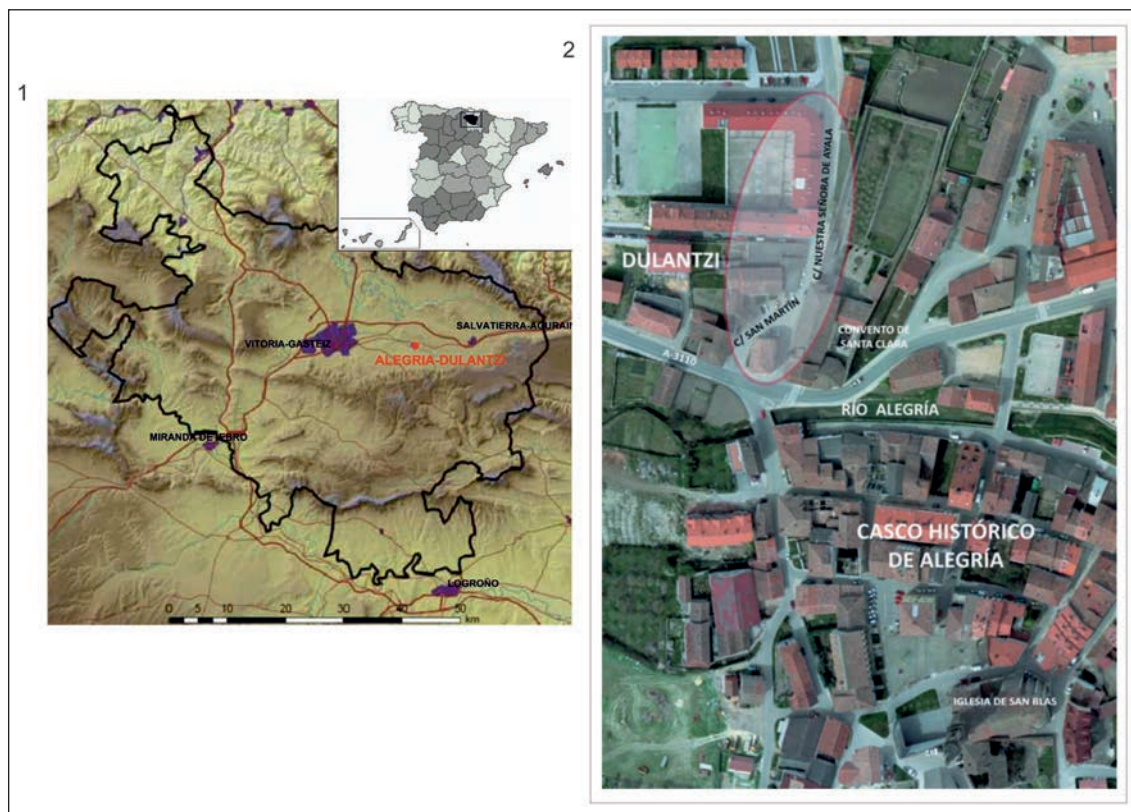 1
VITORIA-GASTEIZ
SALVATIERRA-AGURAIN
ALEGRIA-DULANTZI
MIRANDA DE EBRO
LOGROÑO
0 5 10 20 30 40 50
km
2
DULANTZI
C/ NUESTRA SEÑORA DE AYALA
C/ SAN MARTÍN
CONVENTO DE
SANTA CLARA
A-3110
RÍO ALEGRÍA
CASCO HISTÓRICO
DE ALEGRÍA
IGLESIA DE SAN BLAS